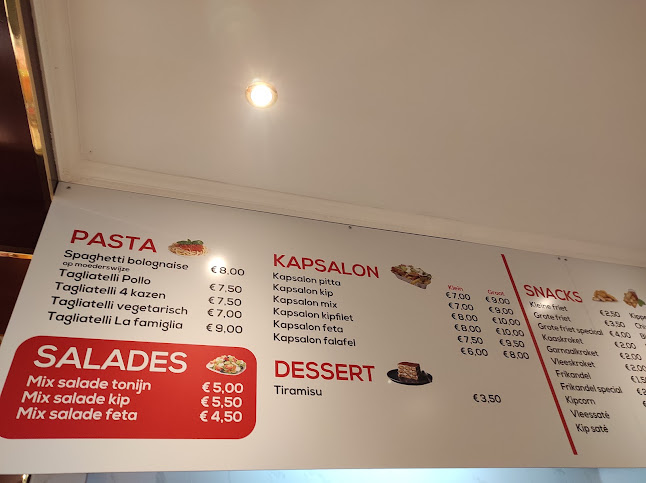 PASTA
Spaghetti bolognaise €8,00
op moederswijze
Tagliatelli Pollo €7,50
Tagliatelli 4 kazen €7,50
Tagliatelli vegetarisch €7,00
Tagliatelli La famiglia €9,00
SALADES
Mix salade tonijn €5,00
Mix salade kip €5,50
Mix salade feta €4,50
KAPSALON
Klein Groot
Kapsalon pitta €7,00 €9,00
Kapsalon kip €7,00 €9,00
Kapsalon mix €8,00 €10,00
Kapsalon kipfilet €8,00 €10,00
Kapsalon feta €7,50 €9,50
Kapsalon falafel €6,00 €8,00
DESSERT
Tiramisu €3,50
SNACKS
Kleine friet €2,50
Grote friet €3,50
Grote friet speciaal €4,00
Kaaskroket €2,00
Garnaalkroket €2,00
Vleeskroket €2,00
Frikandel €1,50
Frikandel special
Kipcorn
Vleessaté
Kip saté